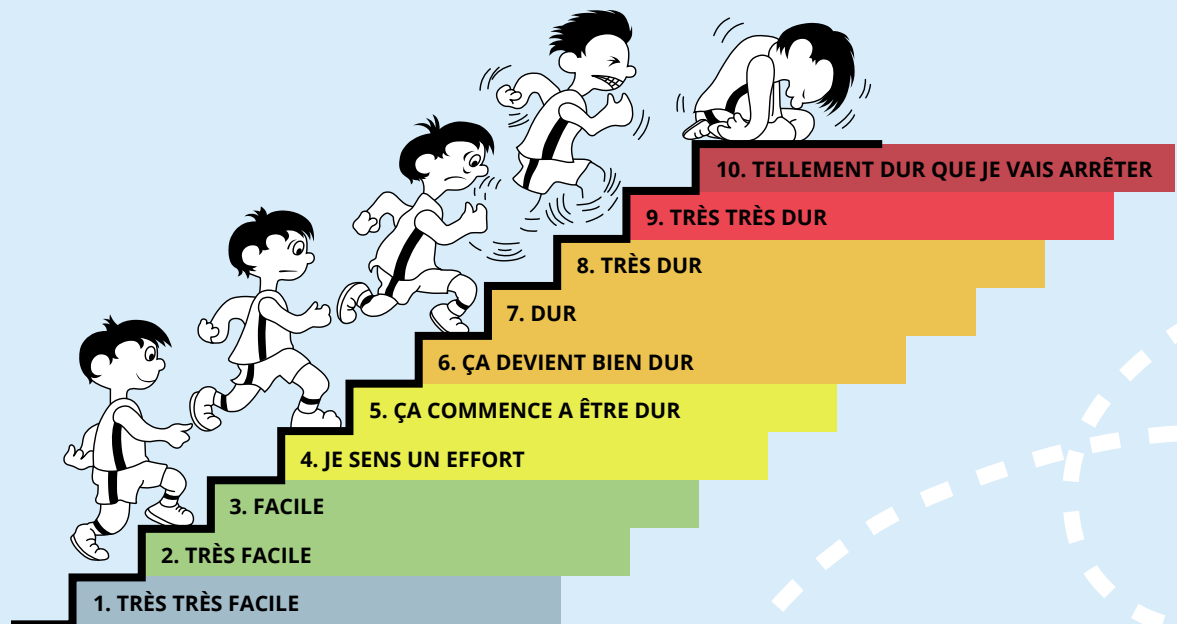 10. TELLEMENT DUR QUE JE VAIS ARRÊTER
9. TRÈS TRÈS DUR
8. TRÈS DUR
7. DUR
6. ÇA DEVIENT BIEN DUR
5. ÇA COMMENCE A ÊTRE DUR
4. JE SENS UN EFFORT
3. FACILE
2. TRÈS FACILE
1. TRÈS TRÈS FACILE